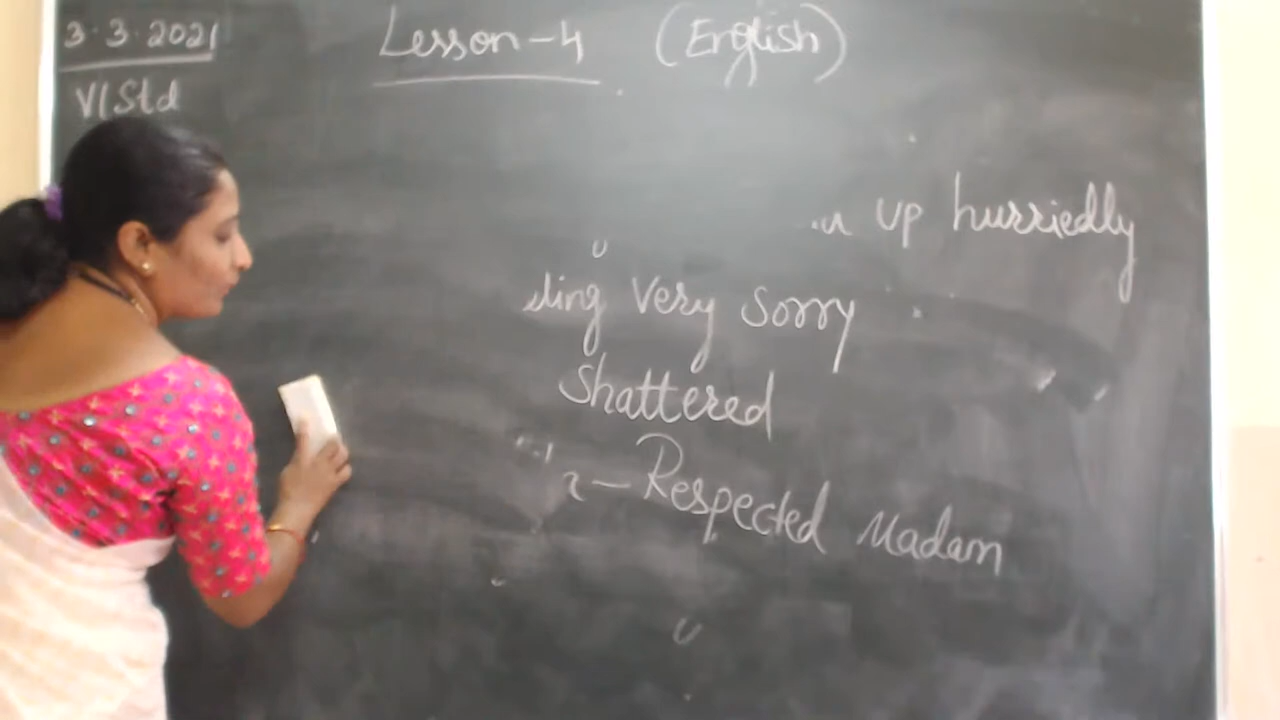 3.3.2021
Lesson-4 (English)
VI Std
up hurriedly
Very Sorry
Shattered
– Respected Madam